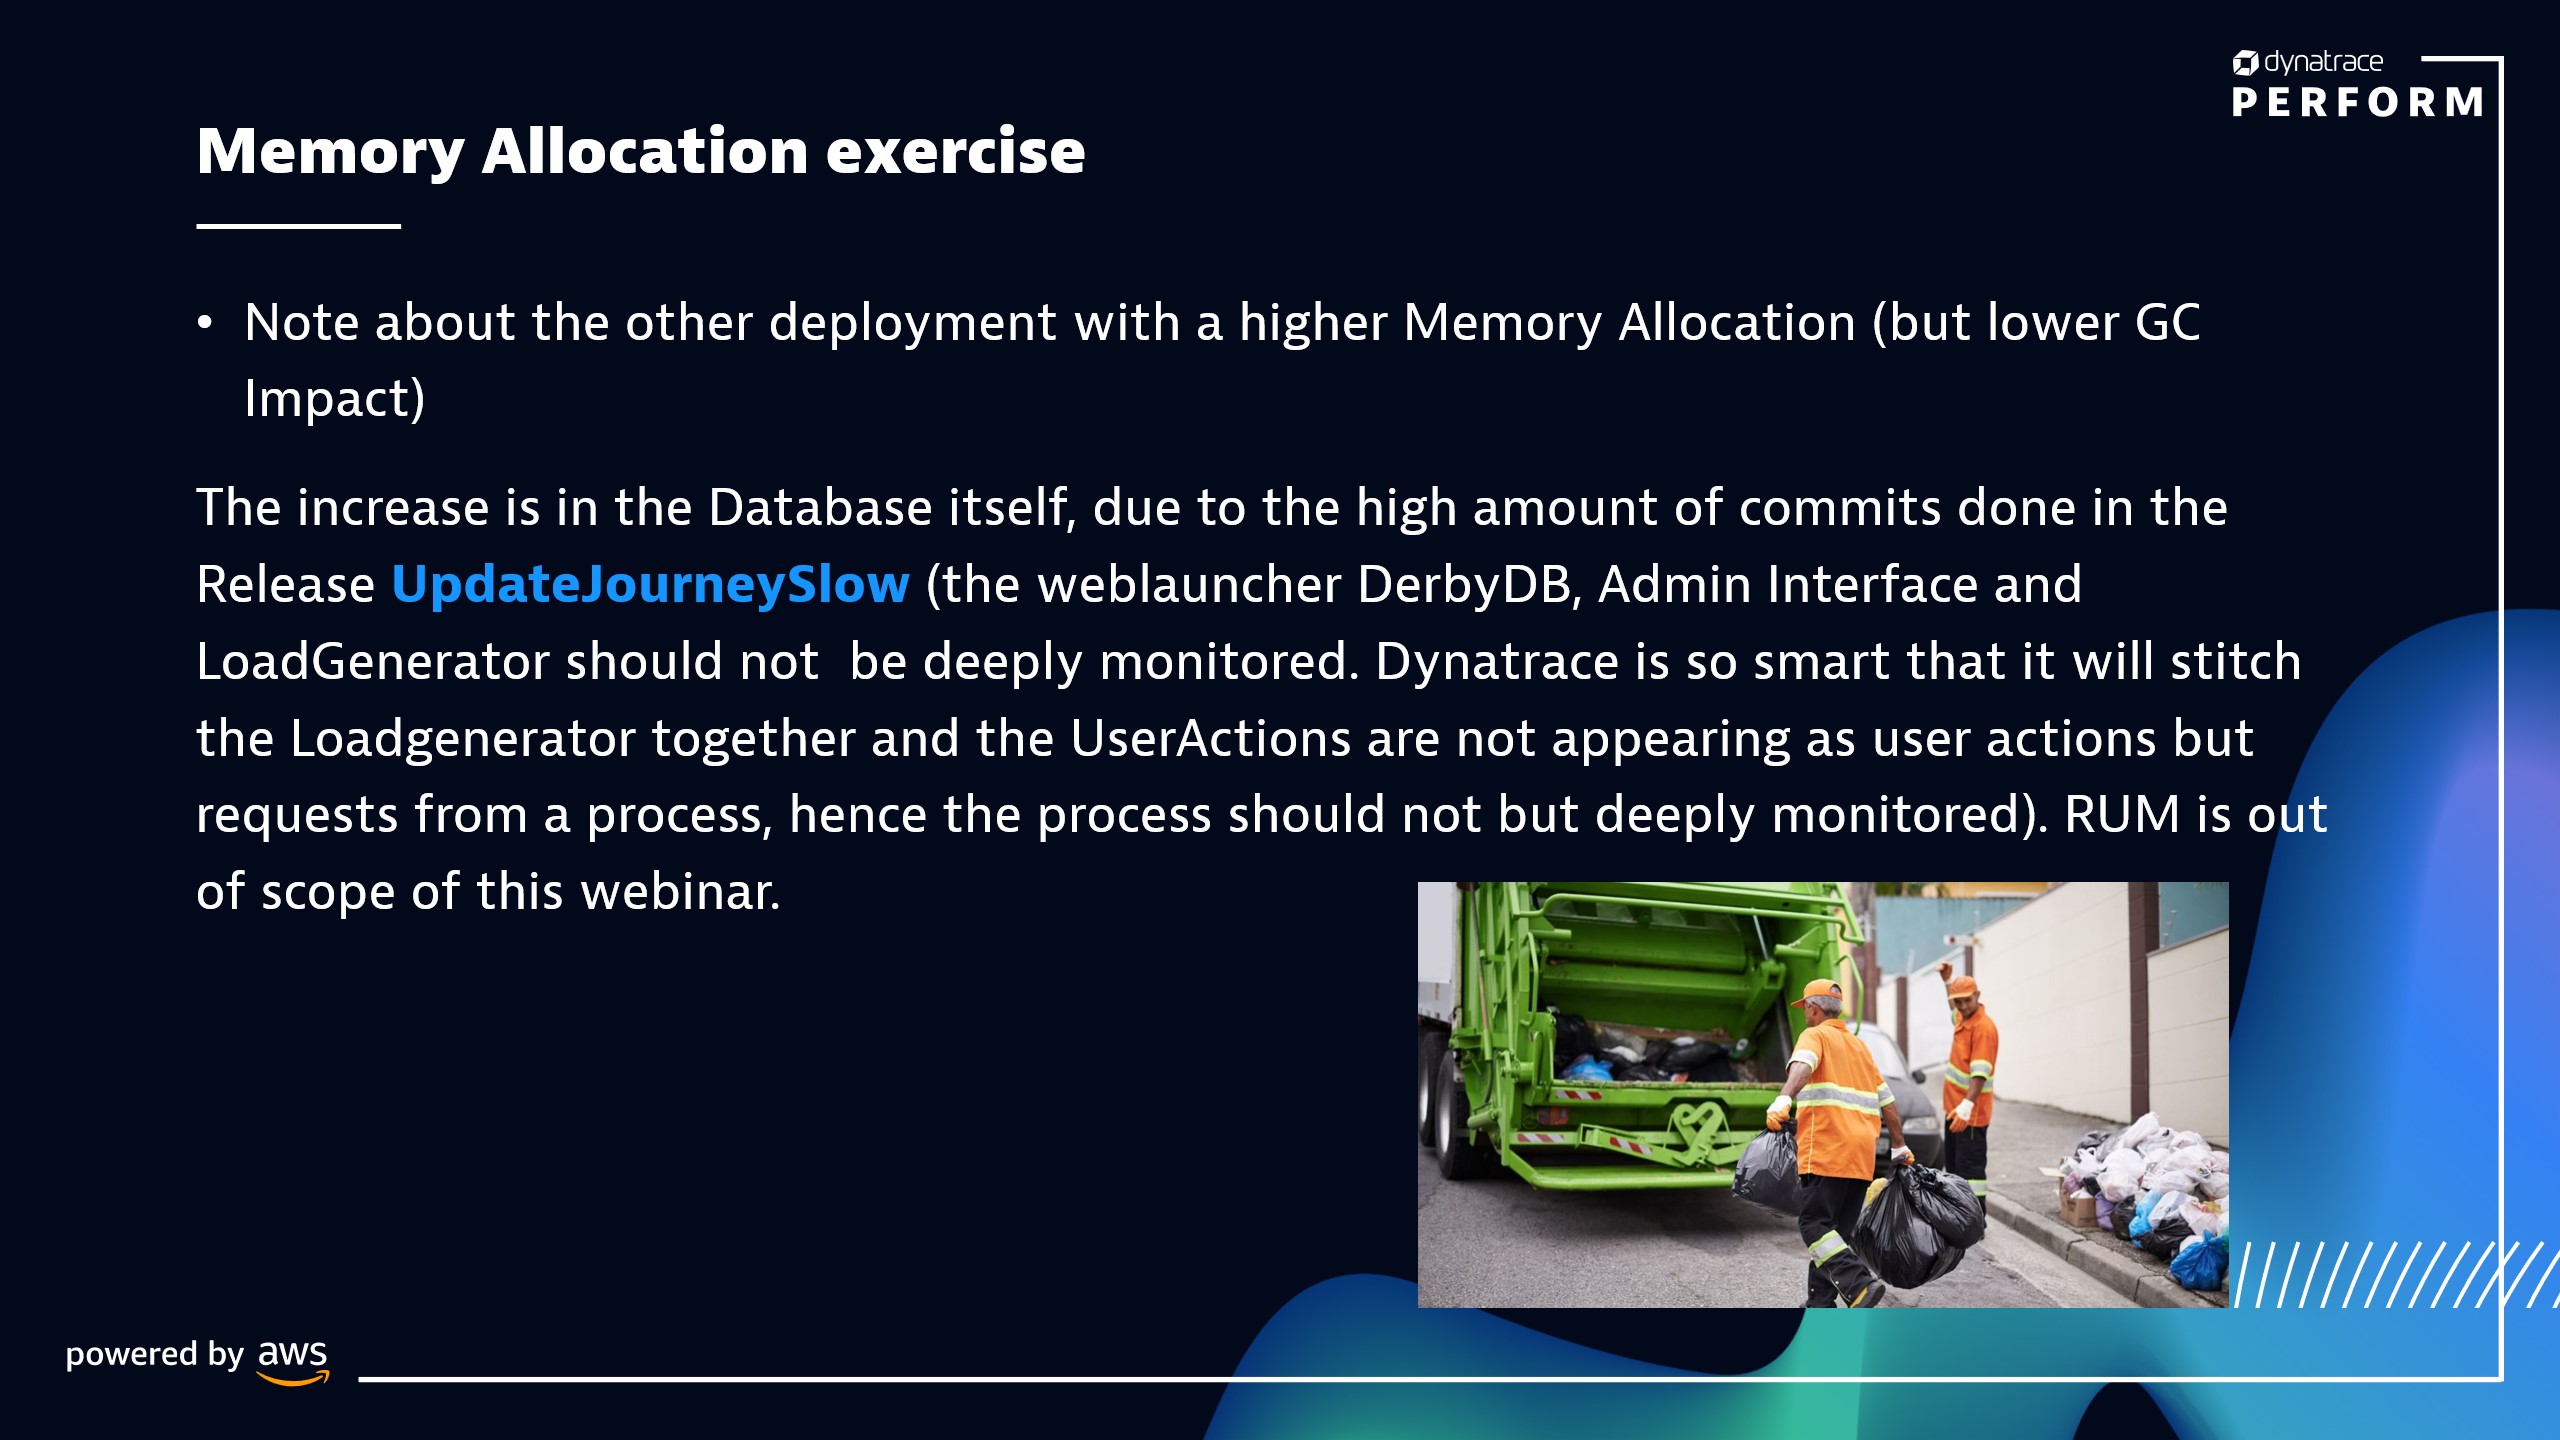 dynatrace
PERFORM
Memory Allocation exercise
• Note about the other deployment with a higher Memory Allocation (but lower GC
Impact)
The increase is in the Database itself, due to the high amount of commits done in the
Release UpdateJourneySlow (the weblauncher DerbyDB, Admin Interface and
LoadGenerator should not  be deeply monitored. Dynatrace is so smart that it will stitch
the Loadgenerator together and the UserActions are not appearing as user actions but
requests from a process, hence the process should not but deeply monitored). RUM is out
of scope of this webinar.
powered by aws